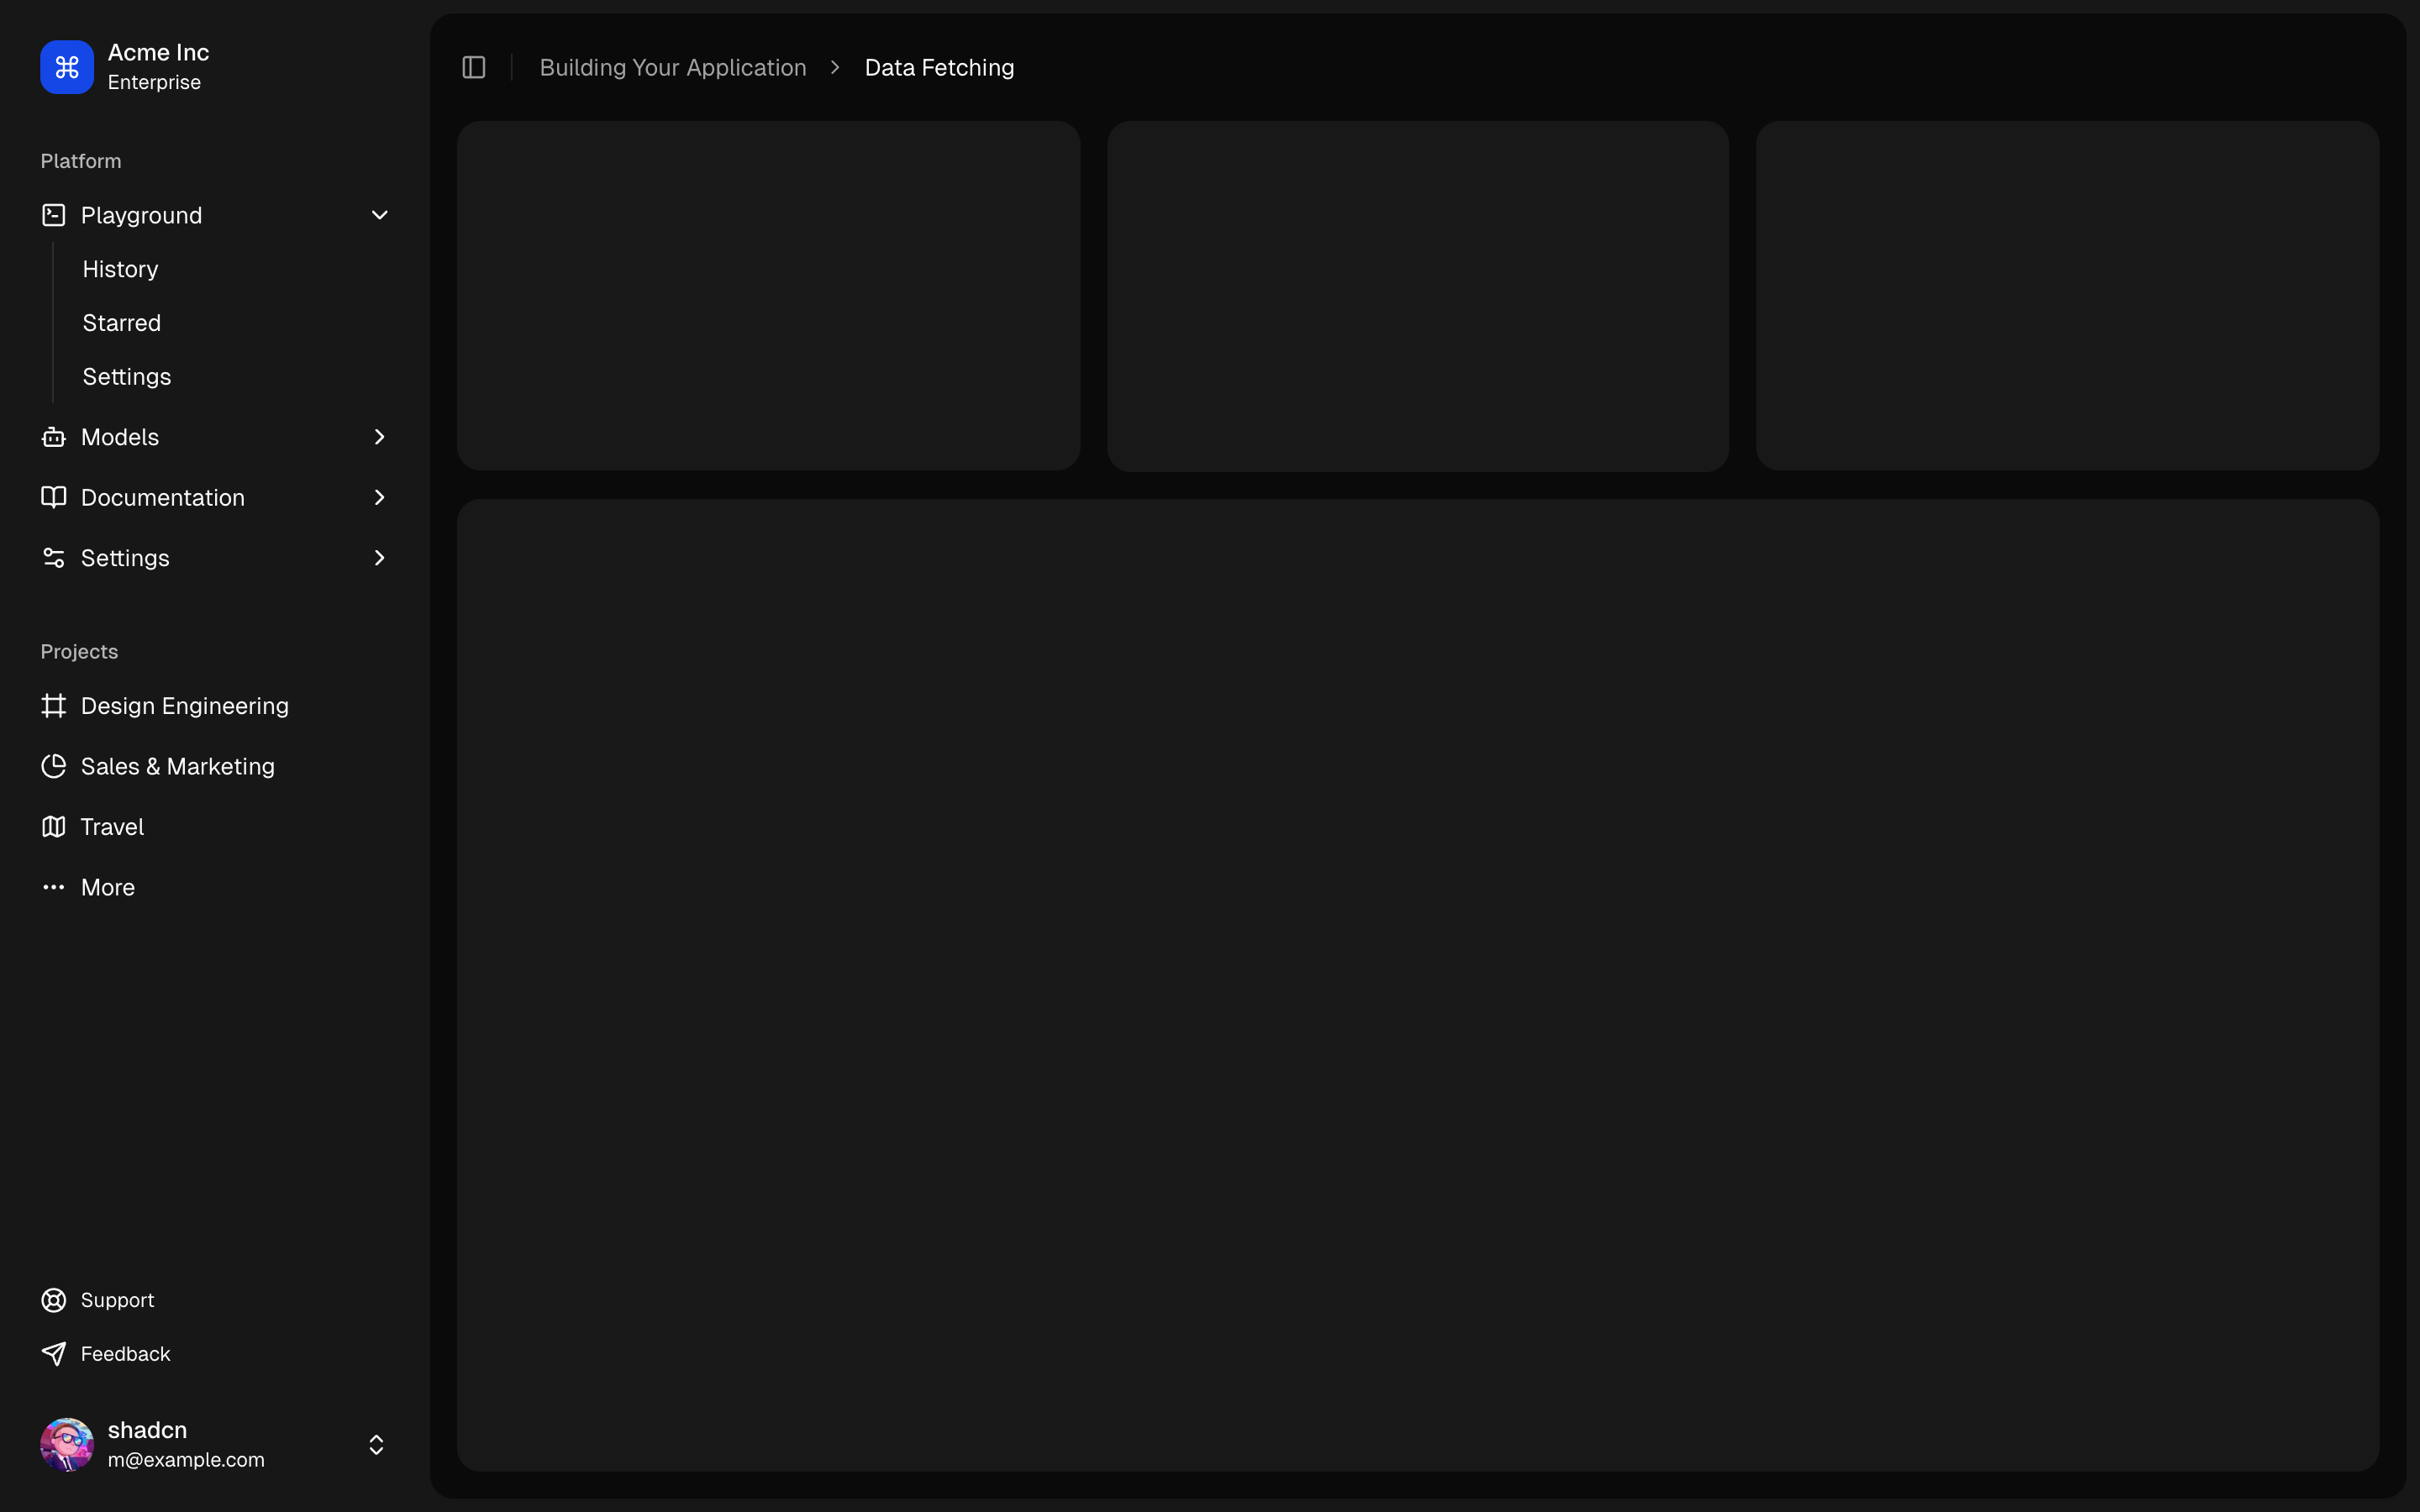 Acme Inc
Enterprise
Platform
Playground
History
Starred
Settings
Models
Documentation
Settings
Projects
Design Engineering
Sales & Marketing
Travel
More
Support
Feedback
shadcn
m@example.com
Building Your Application
Data Fetching